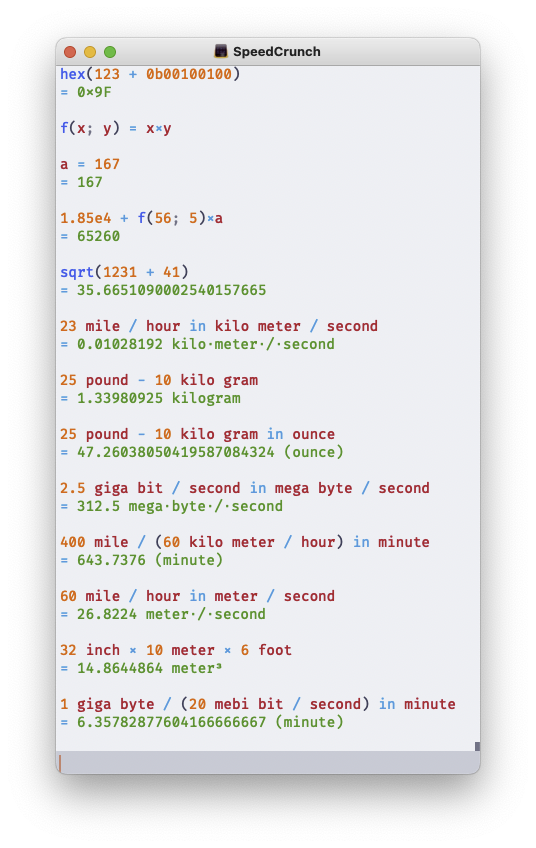 SpeedCrunch
hex(123 + 0b00100100)
= 0×9F
f(x; y) = x×y
a = 167
= 167
1.85e4 + f(56; 5)×a
= 65260
sqrt(1231 + 41)
= 35.6651090002540157665
23 mile / hour in kilo meter / second
= 0.01028192 kilo·meter·/·second
25 pound - 10 kilo gram
= 1.33980925 kilogram
25 pound - 10 kilo gram in ounce
= 47.26038050419587084324 (ounce)
2.5 giga bit / second in mega byte / second
= 312.5 mega·byte·/·second
400 mile / (60 kilo meter / hour) in minute
= 643.7376 (minute)
60 mile / hour in meter / second
= 26.8224 meter·/·second
32 inch × 10 meter × 6 foot
= 14.8644864 meter³
1 giga byte / (20 mebi bit / second) in minute
= 6.35782877604166666667 (minute)